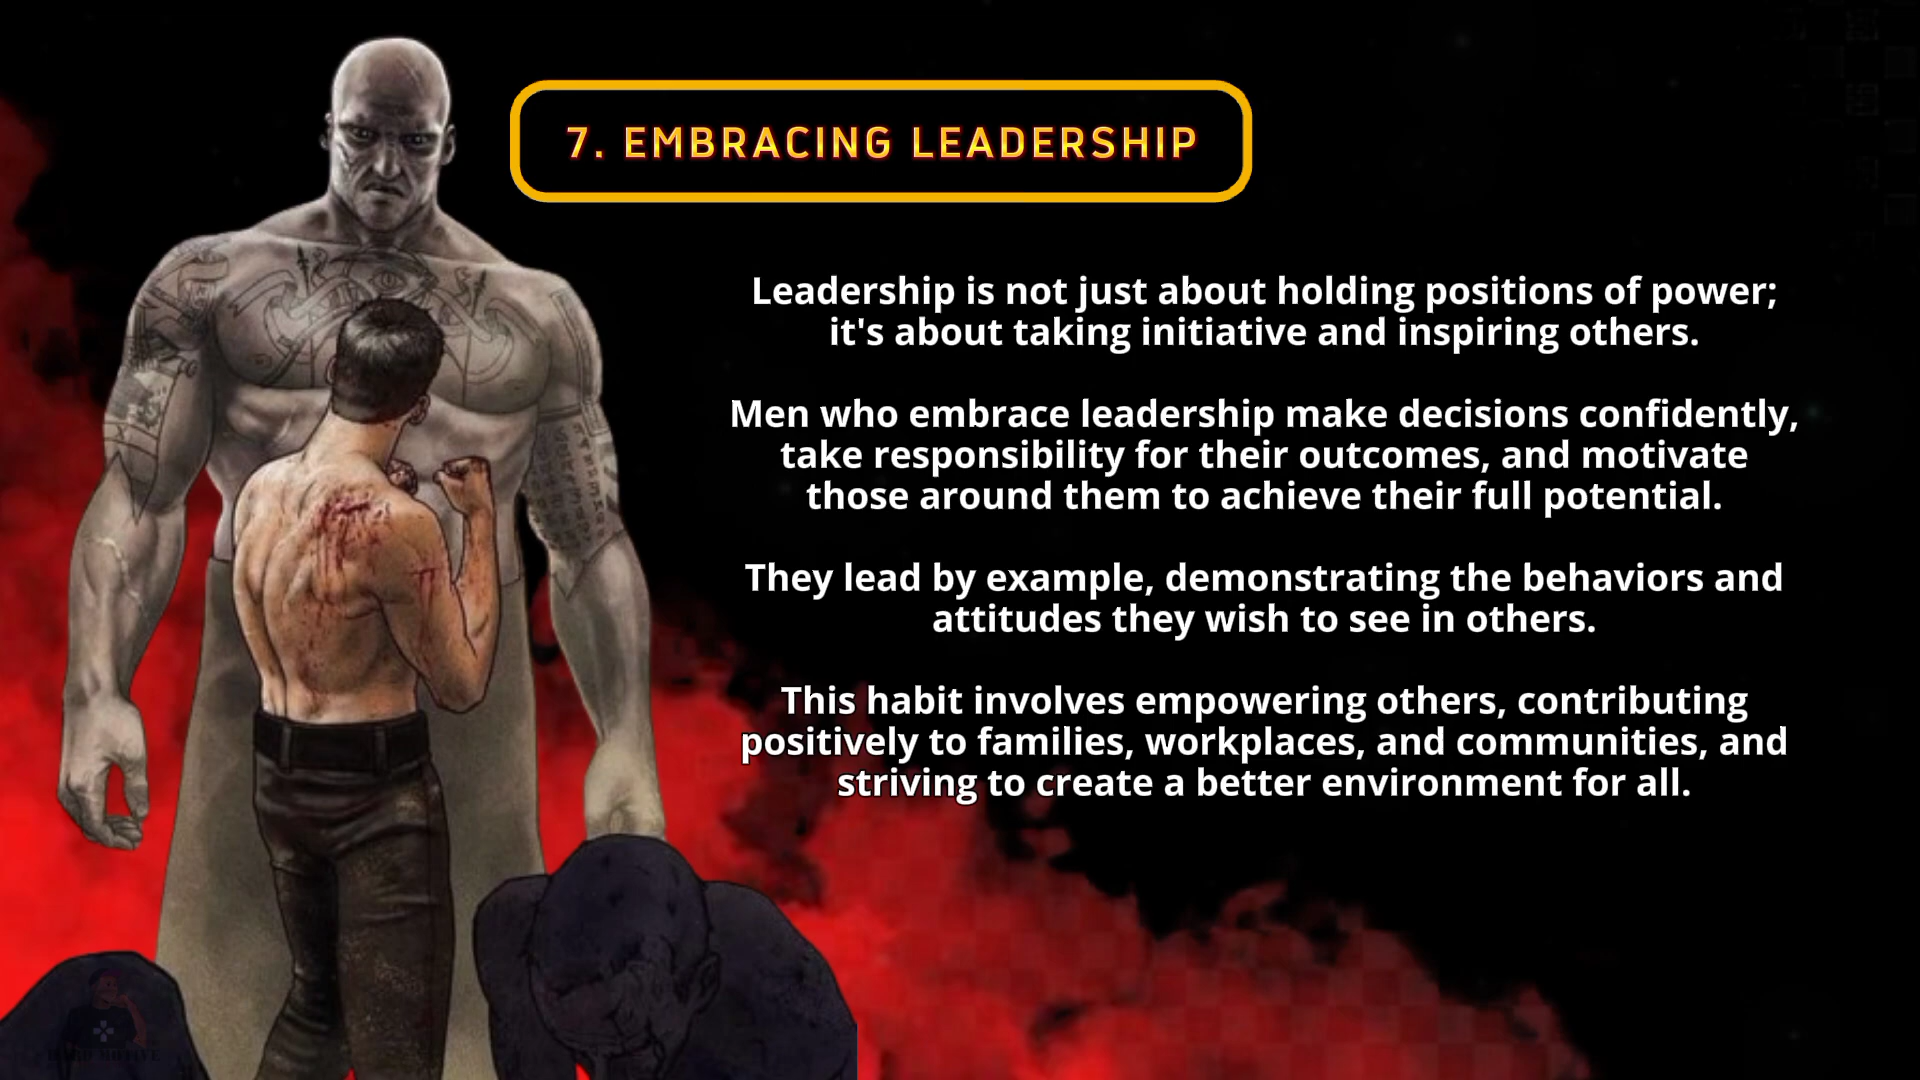 7. EMBRACING LEADERSHIP
Leadership is not just about holding positions of power;
it's about taking initiative and inspiring others.
Men who embrace leadership make decisions confidently,
take responsibility for their outcomes, and motivate
those around them to achieve their full potential.
They lead by example, demonstrating the behaviors and
attitudes they wish to see in others.
This habit involves empowering others, contributing
positively to families, workplaces, and communities, and
striving to create a better environment for all.